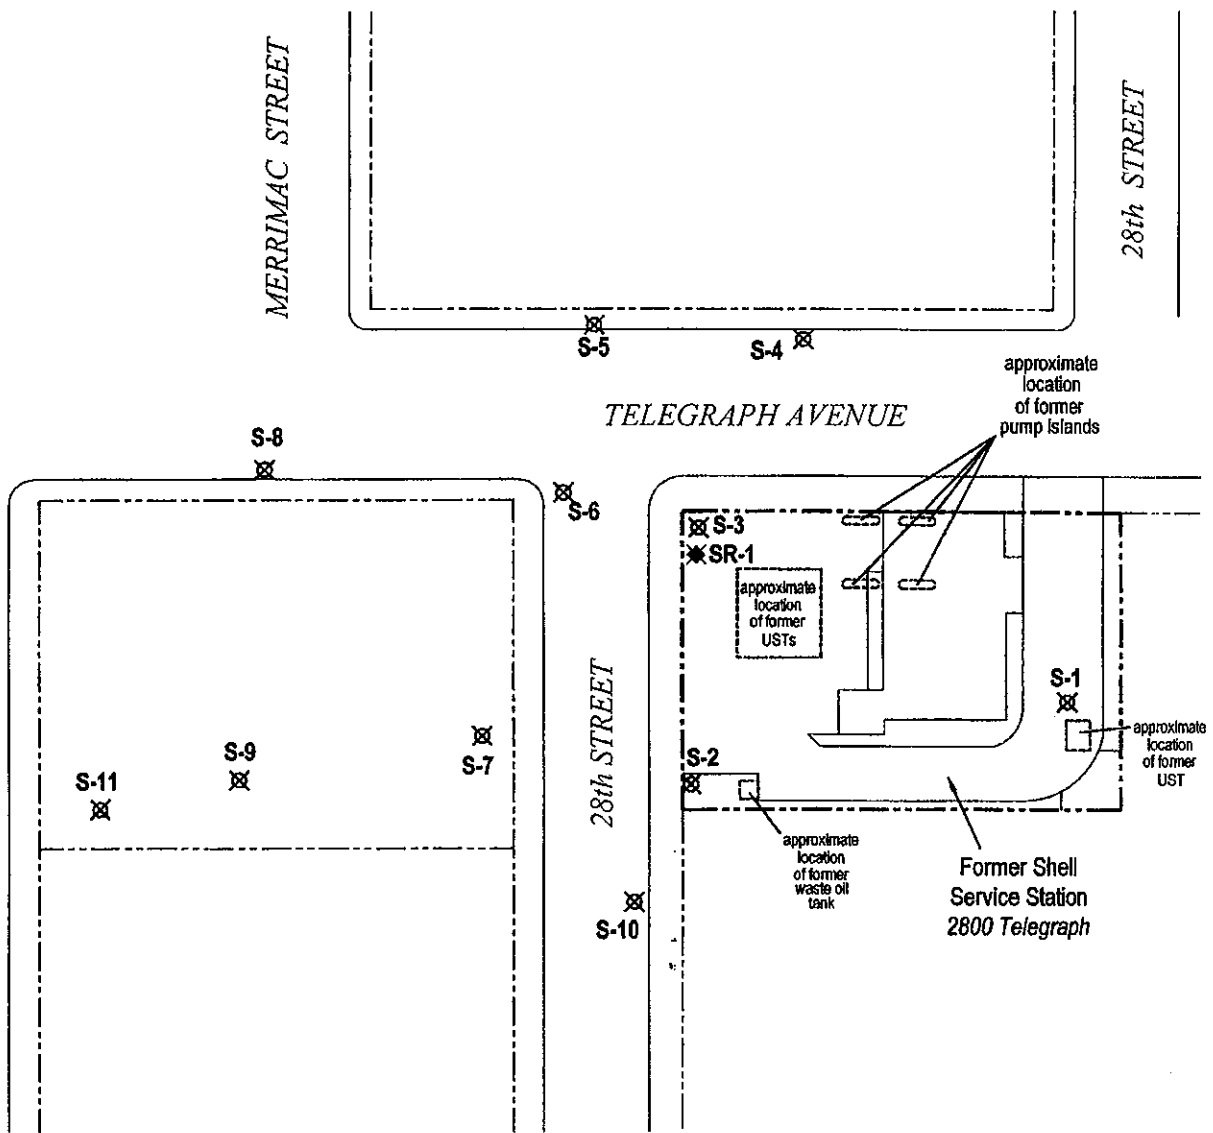 MERRIMAC STREET
28th STREET
S-5
S-4
approximate
location
of former
pump islands
TELEGRAPH AVENUE
S-8
S-6
S-3
SR-1
approximate
location
of former
USTs
S-1
approximate
location
of former
UST
28th STREET
S-7
S-9
S-11
S-2
approximate
location
of former
waste oil
tank
Former Shell
Service Station
2800 Telegraph
S-10